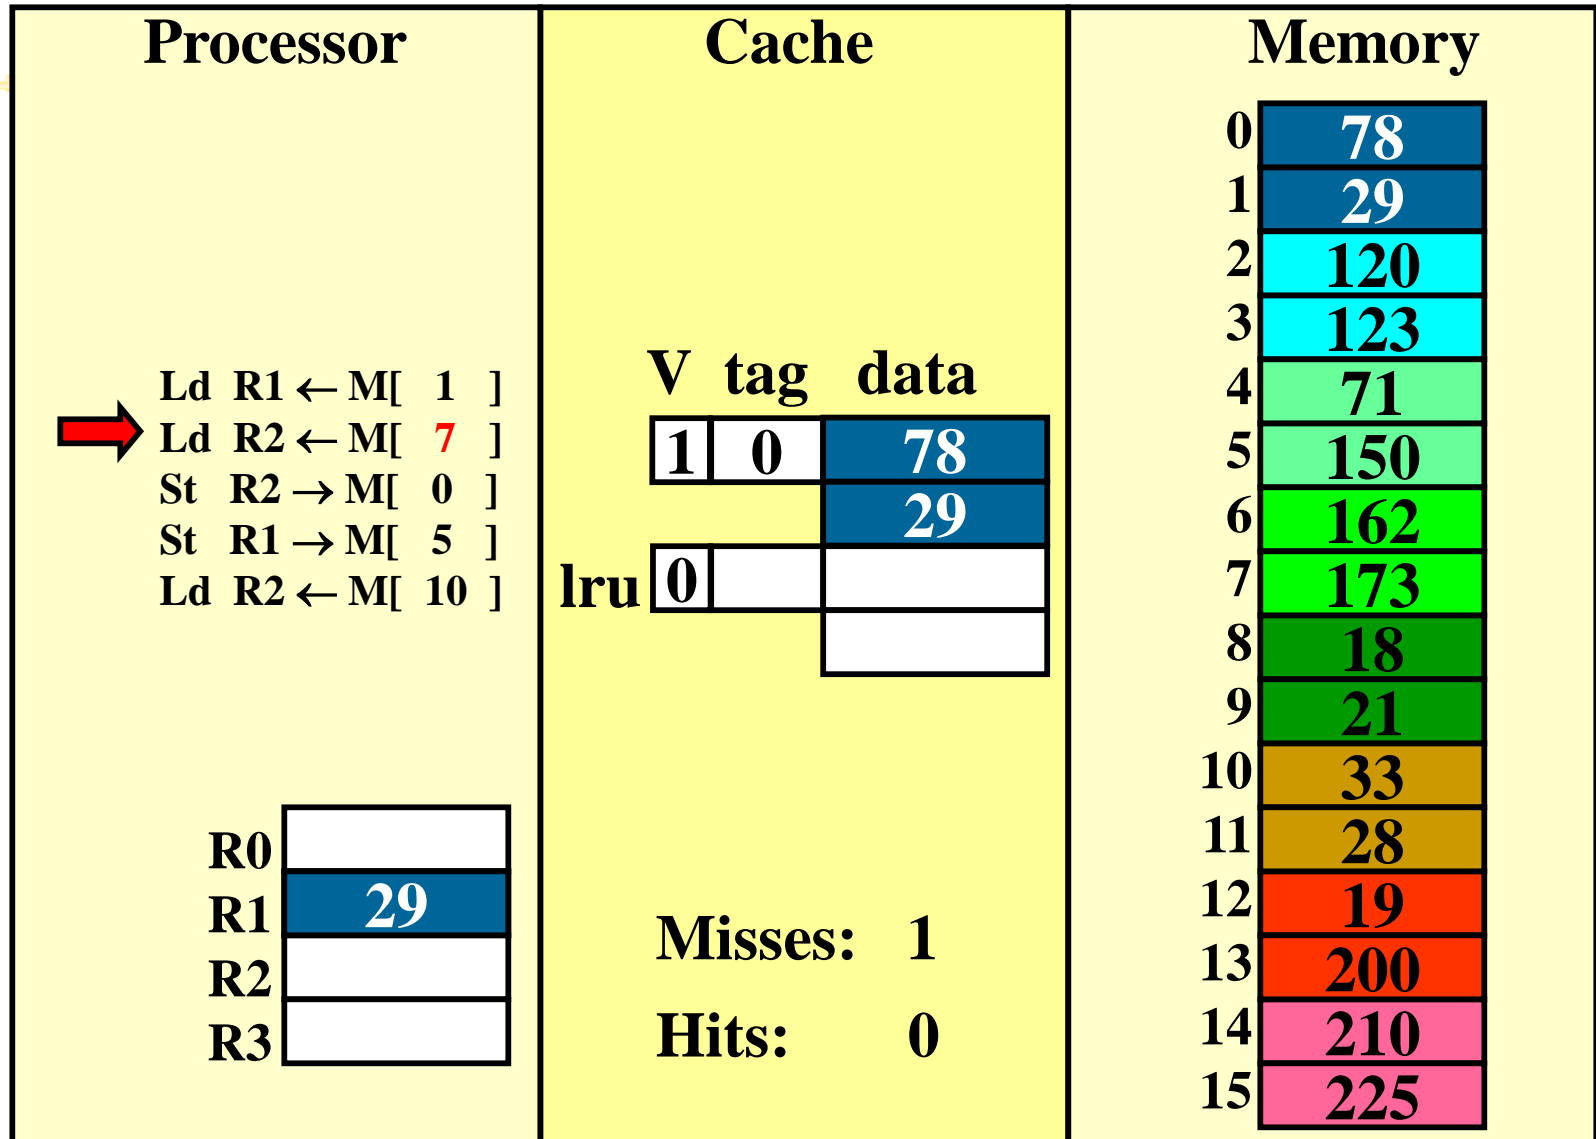 Processor
Ld R1 ← M[ 1 ]
Ld R2 ← M[ 7 ]
St R2 → M[ 0 ]
St R1 → M[ 5 ]
Ld R2 ← M[ 10 ]
R0
R1 29
R2
R3
Cache
V tag data
1 0 78
29
lru 0
Misses: 1
Hits: 0
Memory
0 78
1 29
2 120
3 123
4 71
5 150
6 162
7 173
8 18
9 21
10 33
11 28
12 19
13 200
14 210
15 225